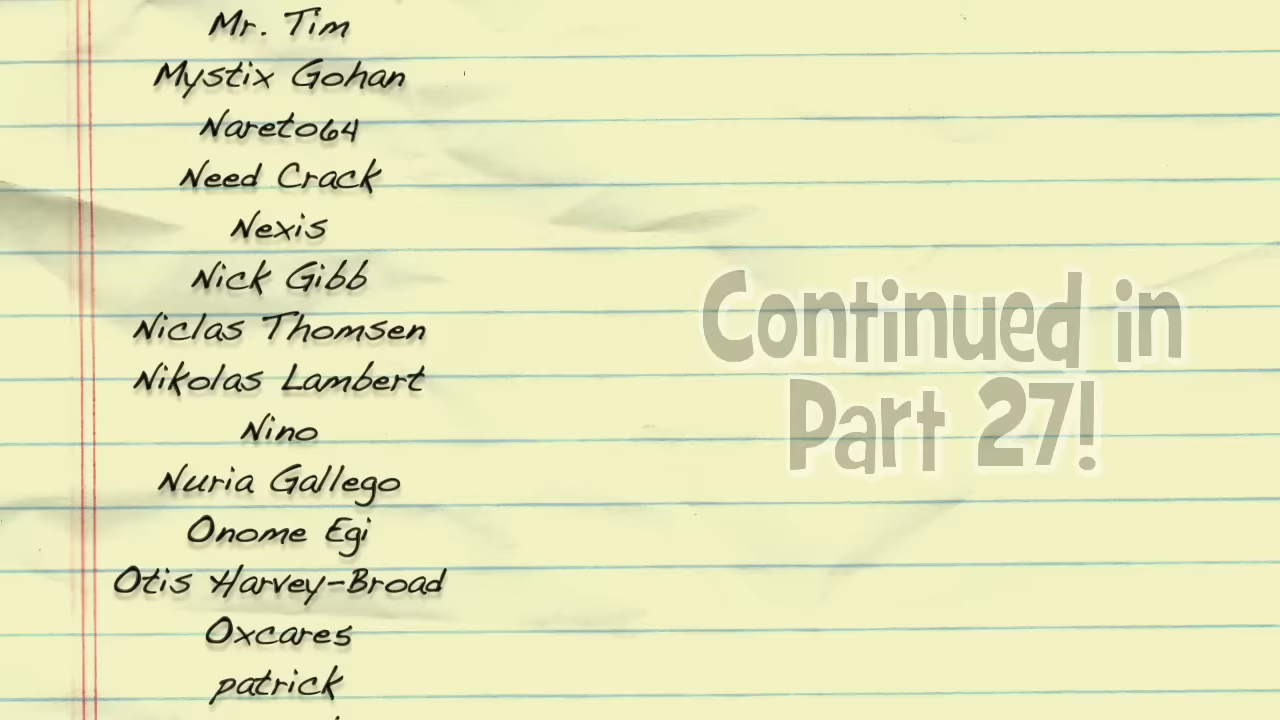 Mr. Tim
Mystix Gohan
Nareto64
Need Crack
Nexis
Nick Gibb
Niclas Thomsen
Nikolas Lambert
Nino
Nuria Gallego
Onome Egi
Otis Harvey-Broad
Oxcares
patrick
Continued in
Part 27!